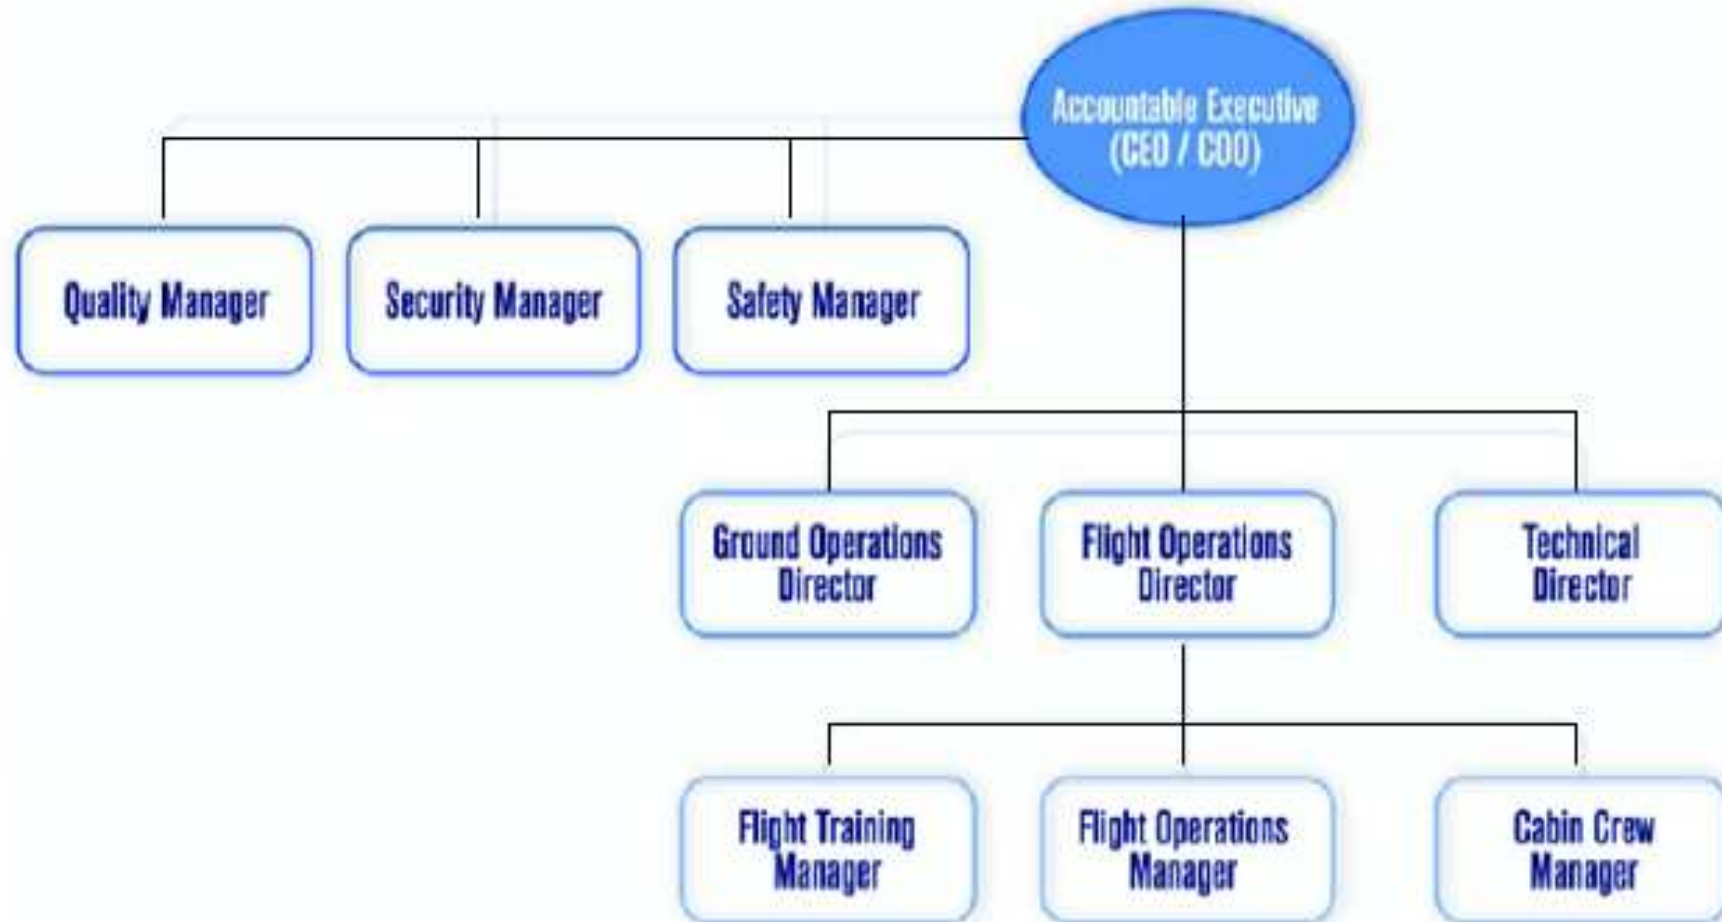 Accountable Executive
(CEO / COO)
Quality Manager
Security Manager
Safety Manager
Ground Operations
Director
Flight Operations
Director
Technical
Director
Flight Training
Manager
Flight Operations
Manager
Cabin Crew
Manager